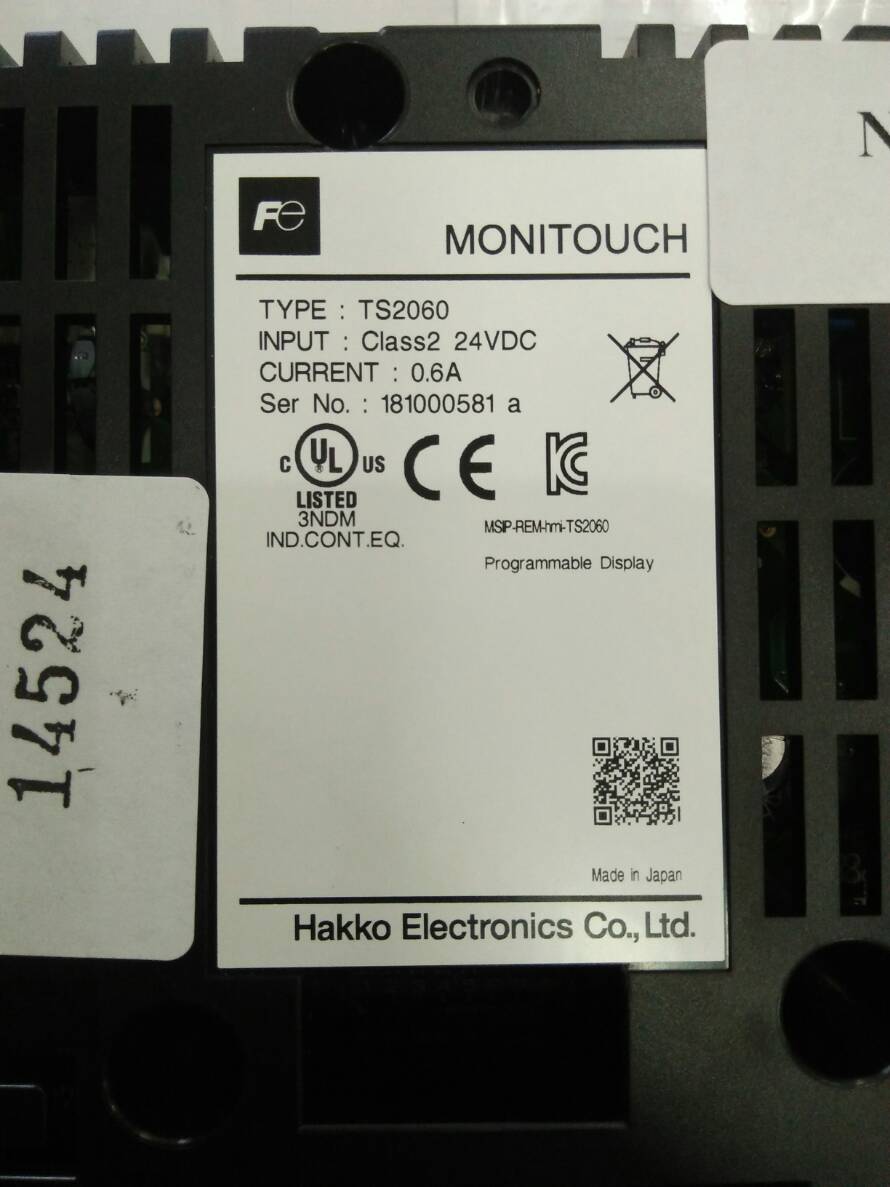 Fe
MONITOUCH
TYPE : TS2060
INPUT : Class2 24VDC
CURRENT : 0.6A
Ser No. : 181000581 a
C UL US
LISTED
3NDM
IND.CONT.EQ.
CE
KC
MSIP-REM-hmi-TS2060
Programmable Display
Made in Japan
Hakko Electronics Co., Ltd.
14524
N